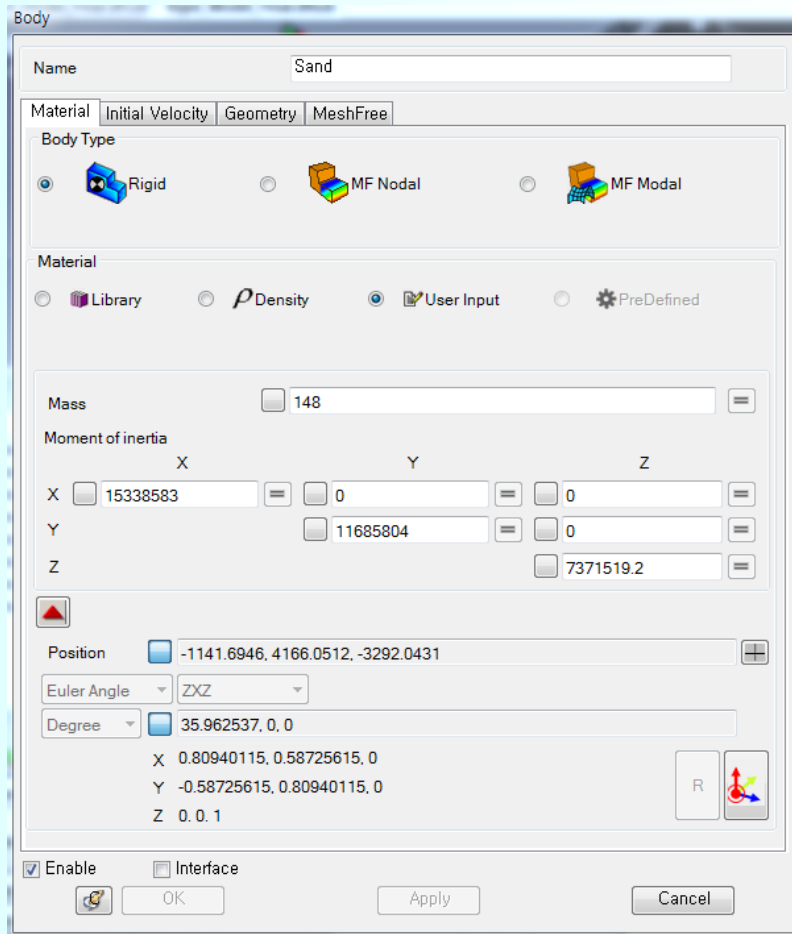 Body
Name Sand
Material Initial Velocity Geometry MeshFree
Body Type
Rigid MF Nodal MF Modal
Material
Library ρ Density User Input PreDefined
Mass 148
Moment of inertia
X Y Z
X 15338583 0 0
Y 11685804 0
Z 7371519.2
Position -1141.6946, 4166.0512, -3292.0431
Euler Angle ZXZ
Degree 35.962537, 0, 0
X 0.80940115, 0.58725615, 0
Y -0.58725615, 0.80940115, 0
R
Z 0. 0. 1
Enable Interface
OK Apply Cancel